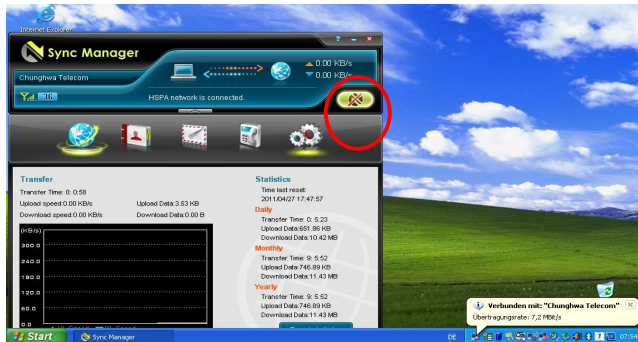 Internet Explorer
? – ×
Sync Manager
0.00 KB/s
0.00 KB/s
Chunghwa Telecom
3G
HSPA network is connected.
Transfer
Transfer Time: 0: 0:58
Upload speed:0.00 KB/s
Upload Data:3.53 KB
Download speed:0.00 KB/s
Download Data:0.00 B
(KB/s)
300.0
240.0
180.0
120.0
60.0
0.0
Statistics
Time last reset:
2011/04/27 17:47:57
Daily
Transfer Time: 0: 5:23
Upload Data:651.86 KB
Download Data:10.42 MB
Monthly
Transfer Time: 9: 5:52
Upload Data:746.89 KB
Download Data:11.43 MB
Yearly
Transfer Time: 9: 5:52
Upload Data:746.89 KB
Download Data:11.43 MB
Verbunden mit: "Chunghwa Telecom"
Übertragungsrate: 7,2 MBit/s
Start
Sync Manager
DE
07:54